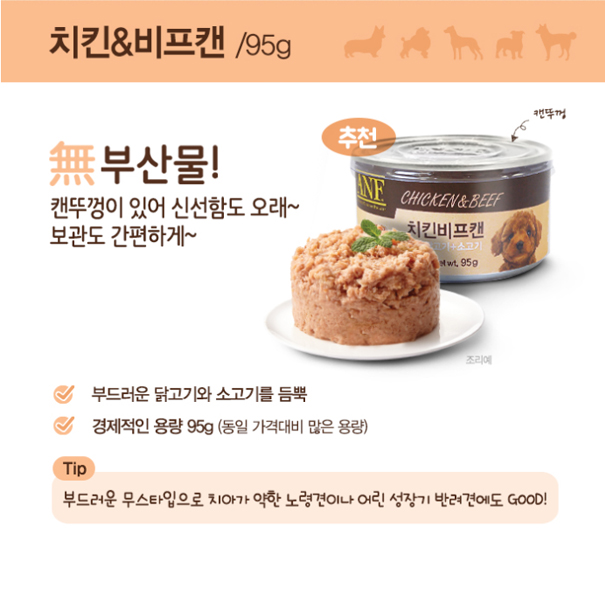 치킨&비프캔 /95g
캔뚜껑
추천
無 부산물!
캔뚜껑이 있어 신선함도 오래~
보관도 간편하게~
ANF
CHICKEN&BEEF
치킨비프캔
소고기
95g
조리예
부드러운 닭고기와 소고기를 듬뿍
경제적인 용량 95g (동일 가격대비 많은 용량)
Tip
부드러운 무스타입으로 치아가 약한 노령견이나 어린 성장기 반려견에도 GOOD!